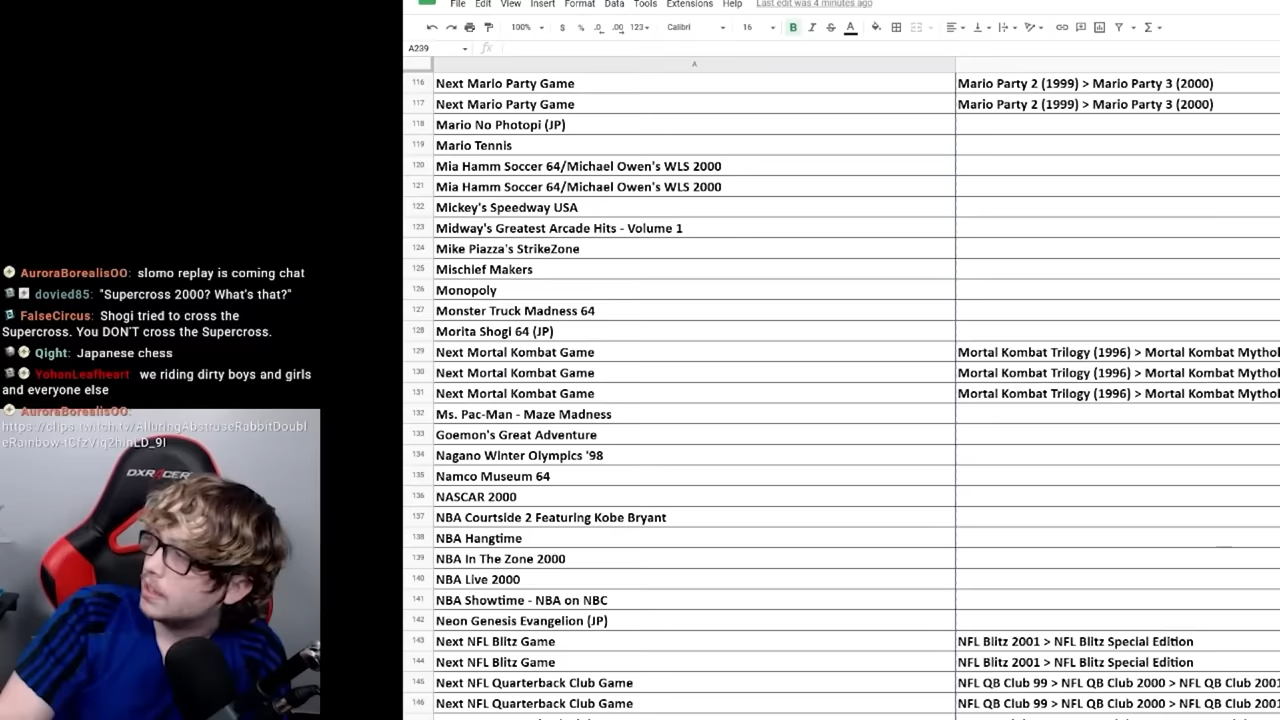 File Edit View Insert Format Data Tools Extensions Help Last edit was 4 minutes ago
100% $ % .0 .00 123 Calibri 16 B I S A
A239 fx
A
116 Next Mario Party Game Mario Party 2 (1999) > Mario Party 3 (2000)
117 Next Mario Party Game Mario Party 2 (1999) > Mario Party 3 (2000)
118 Mario No Photopi (JP)
119 Mario Tennis
120 Mia Hamm Soccer 64/Michael Owen's WLS 2000
121 Mia Hamm Soccer 64/Michael Owen's WLS 2000
122 Mickey's Speedway USA
123 Midway's Greatest Arcade Hits - Volume 1
124 Mike Piazza's StrikeZone
125 Mischief Makers
126 Monopoly
127 Monster Truck Madness 64
128 Morita Shogi 64 (JP)
129 Next Mortal Kombat Game Mortal Kombat Trilogy (1996) > Mortal Kombat Mythol
130 Next Mortal Kombat Game Mortal Kombat Trilogy (1996) > Mortal Kombat Mythol
131 Next Mortal Kombat Game Mortal Kombat Trilogy (1996) > Mortal Kombat Mythol
132 Ms. Pac-Man - Maze Madness
133 Goemon's Great Adventure
134 Nagano Winter Olympics '98
135 Namco Museum 64
136 NASCAR 2000
137 NBA Courtside 2 Featuring Kobe Bryant
138 NBA Hangtime
139 NBA In The Zone 2000
140 NBA Live 2000
141 NBA Showtime - NBA on NBC
142 Neon Genesis Evangelion (JP)
143 Next NFL Blitz Game NFL Blitz 2001 > NFL Blitz Special Edition
144 Next NFL Blitz Game NFL Blitz 2001 > NFL Blitz Special Edition
145 Next NFL Quarterback Club Game NFL QB Club 99 > NFL QB Club 2000 > NFL QB Club 2001
146 Next NFL Quarterback Club Game NFL QB Club 99 > NFL QB Club 2000 > NFL QB Club 2001
AuroraBorealisOO: slomo replay is coming chat
dovied85: "Supercross 2000? What's that?"
FalseCircus: Shogi tried to cross the
Supercross. You DON'T cross the Supercross.
Qight: Japanese chess
YohanLeafheart: we riding dirty boys and girls
and everyone else
AuroraBorealisOO:
DXRACER